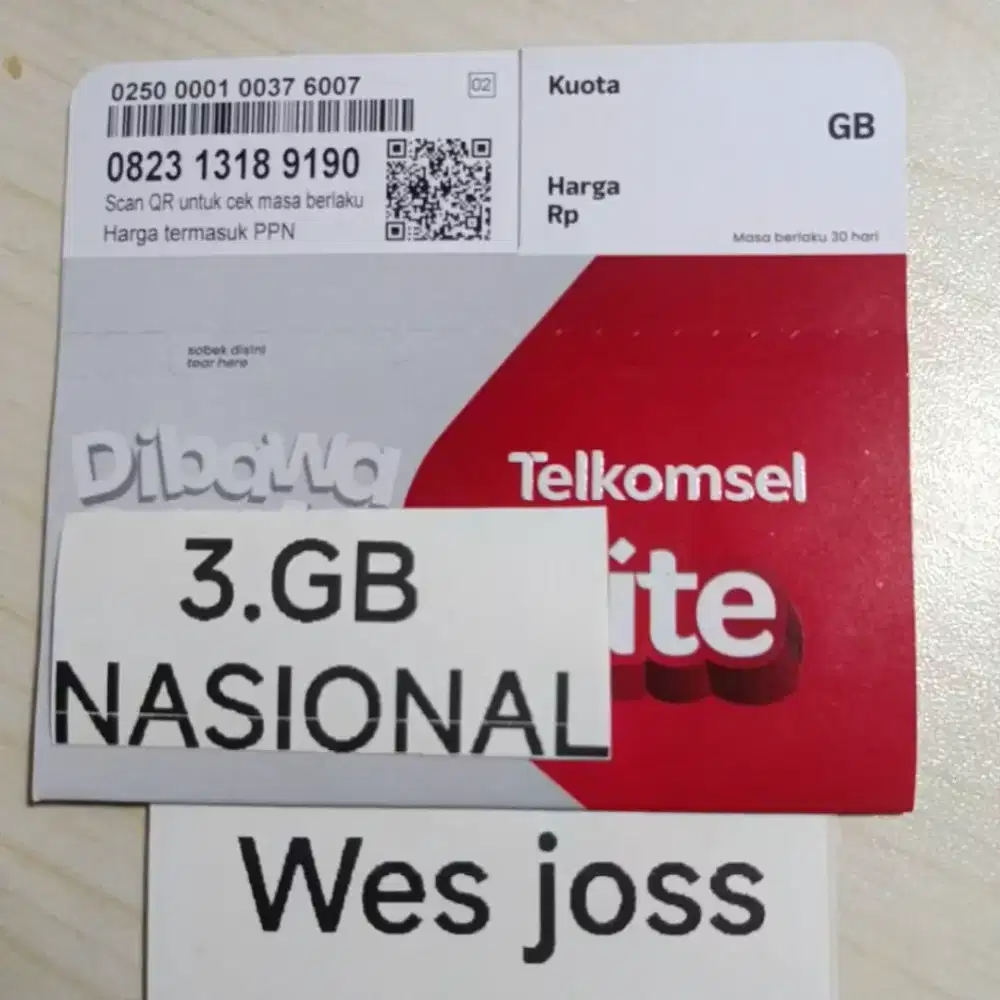 0250 0001 0037 6007
02
0823 1318 9190
Scan QR untuk cek masa berlaku
Harga termasuk PPN
Kuota
GB
Harga
Rp
Masa berlaku 30 hari
sobek disini
tear here
Dibawa
Telkomsel
ite
3.GB
NASIONAL
Wes joss